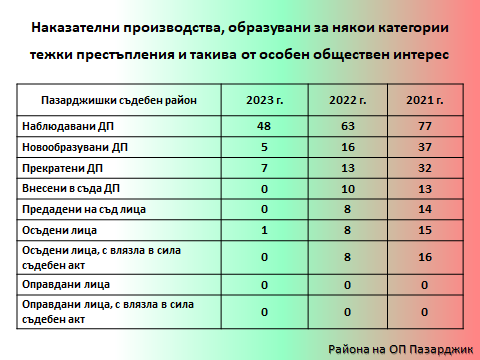 Наказателни производства, образувани за някои категории
тежки престъпления и такива от особен обществен интерес
Пазарджишки съдебен район 2023 г. 2022 г. 2021 г.
Наблюдавани ДП 48 63 77
Новообразувани ДП 5 16 37
Прекратени ДП 7 13 32
Внесени в съда ДП 0 10 13
Предадени на съд лица 0 8 14
Осъдени лица 1 8 15
Осъдени лица, с влязла в сила
съдебен акт 0 8 16
Оправдани лица 0 0 0
Оправдани лица, с влязла в сила
съдебен акт 0 0 0
Района на ОП Пазарджик